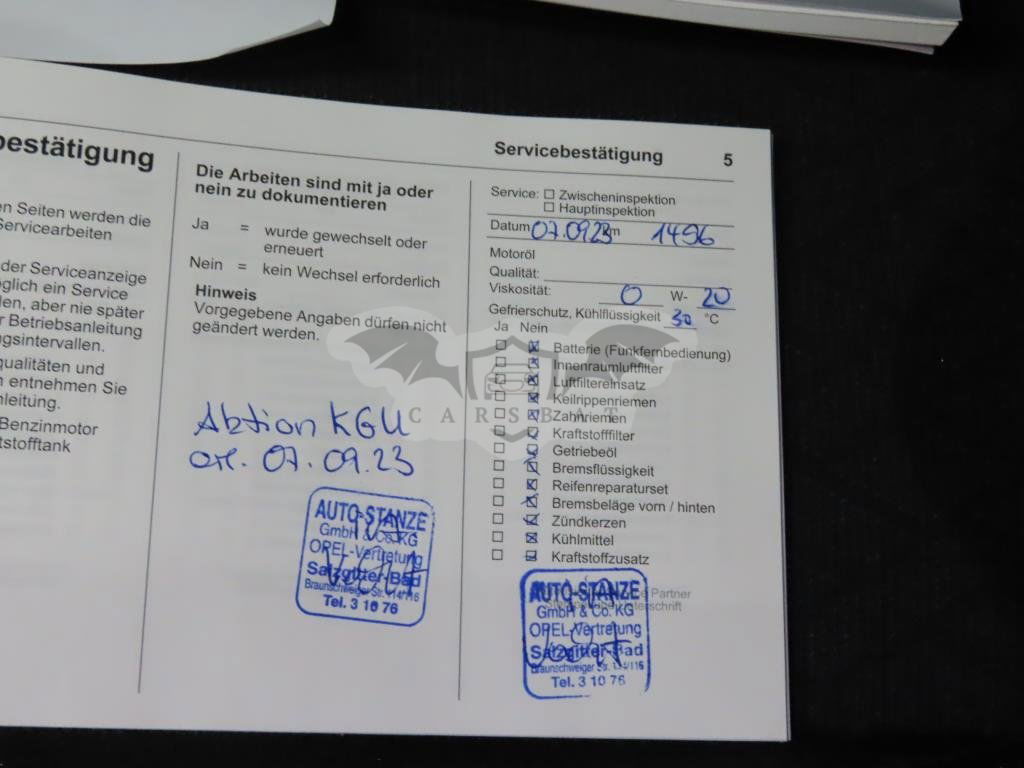 bestätigung
en Seiten werden die
Servicearbeiten
der Serviceanzeige
glich ein Service
len, aber nie später
r Betriebsanleitung
gsintervallen.
qualitäten und
n entnehmen Sie
nleitung.
Benzinmotor
tstofftank
Die Arbeiten sind mit ja oder
nein zu dokumentieren
Ja = wurde gewechselt oder
erneuert
Nein = kein Wechsel erforderlich
Hinweis
Vorgegebene Angaben dürfen nicht
geändert werden.
Aktion KGU
07.09.23
AUTO-STANZE
GmbH & Co. KG
OPEL-Vertretung
Salzgitter-Bad
Braunschweiger Str. 114/116
Tel. 3 10 76
Servicebestätigung 5
Service: Zwischeninspektion
Hauptinspektion
Datum 07.09.23 km 1496
Motoröl
Qualität:
Viskosität: 0 W- 20
Gefrierschutz, Kühlflüssigkeit 30 °C
Ja Nein
Batterie (Funkfernbedienung)
Innenraumluftfilter
Luftfiltereinsatz
Keilrippenriemen
Zahnriemen
Kraftstofffilter
Getriebeöl
Bremsflüssigkeit
Reifenreparaturset
Bremsbeläge vorn / hinten
Zündkerzen
Kühlmittel
Kraftstoffzusatz
Partner
AUTO-STANZE
GmbH & Co. KG
OPEL-Vertretung
Salzgitter-Bad
Braunschweiger Str. 114/116
Tel. 3 10 76
CARSBAT